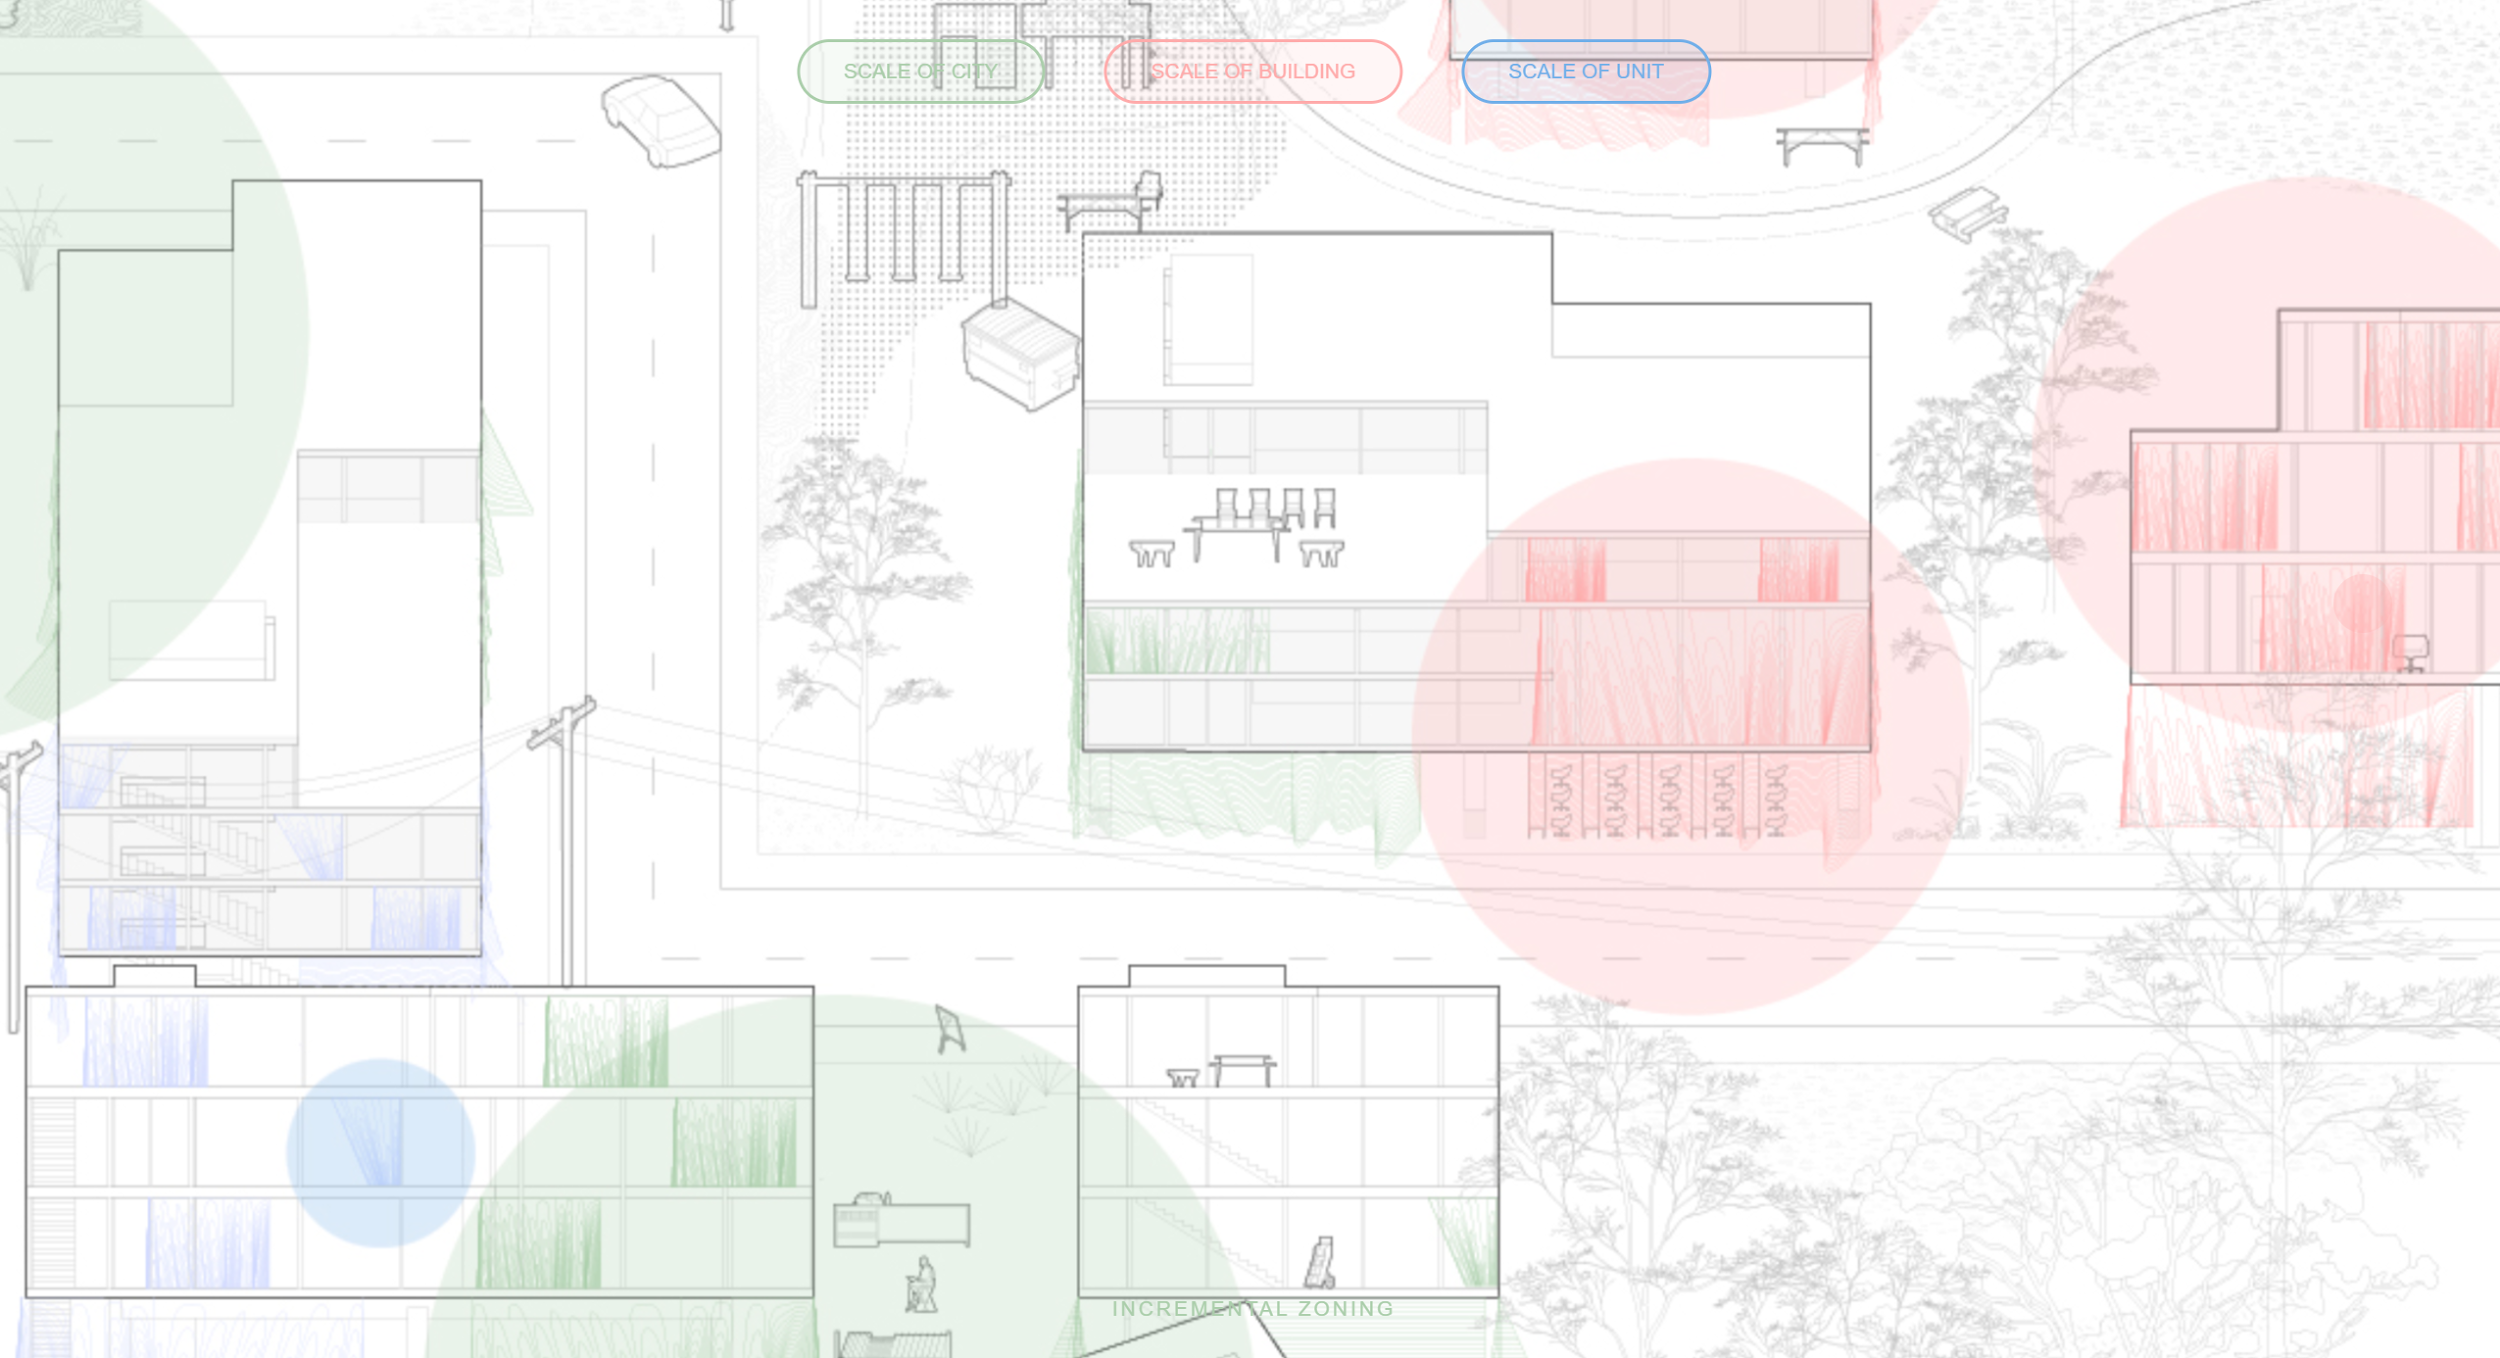 SCALE OF CITY
SCALE OF BUILDING
SCALE OF UNIT
INCREMENTAL ZONING